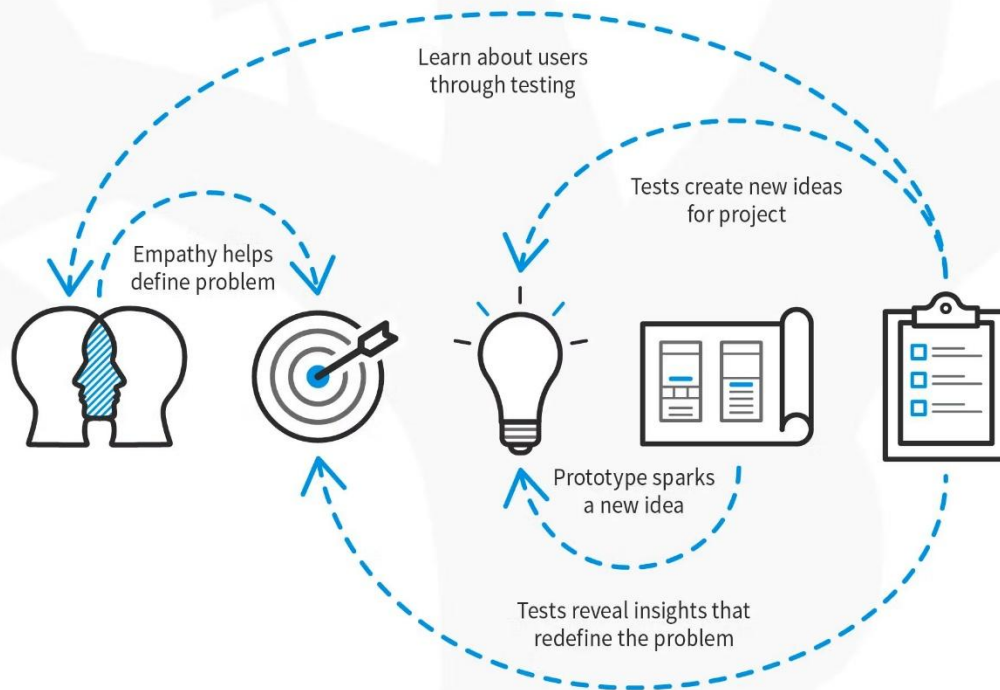 Learn about users
through testing
Tests create new ideas
for project
Empathy helps
define problem
Prototype sparks
a new idea
Tests reveal insights that
redefine the problem